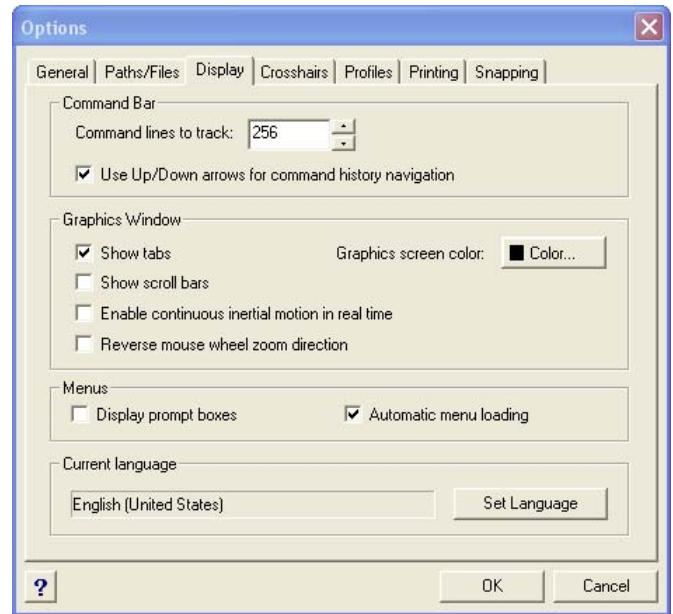 Options
General Paths/Files Display Crosshairs Profiles Printing Snapping
Command Bar
Command lines to track: 256
Use Up/Down arrows for command history navigation
Graphics Window
Show tabs Graphics screen color: Color...
Show scroll bars
Enable continuous inertial motion in real time
Reverse mouse wheel zoom direction
Menus
Display prompt boxes Automatic menu loading
Current language
English (United States) Set Language
? OK Cancel